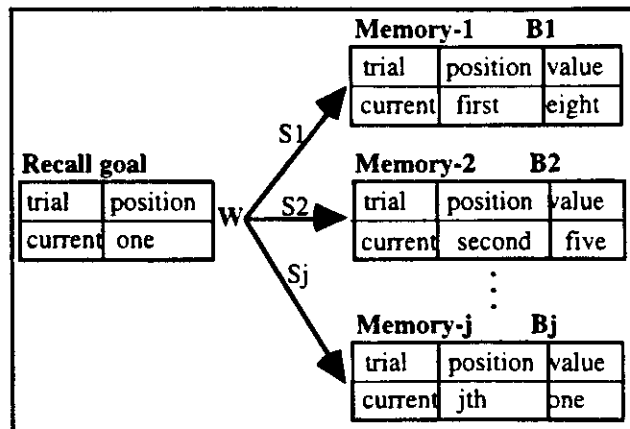 Memory-1 B1
trial position value
current first eight
S1
Recall goal
trial position
current one
W
S2
Memory-2 B2
trial position value
current second five
Sj
Memory-j Bj
trial position value
current jth one